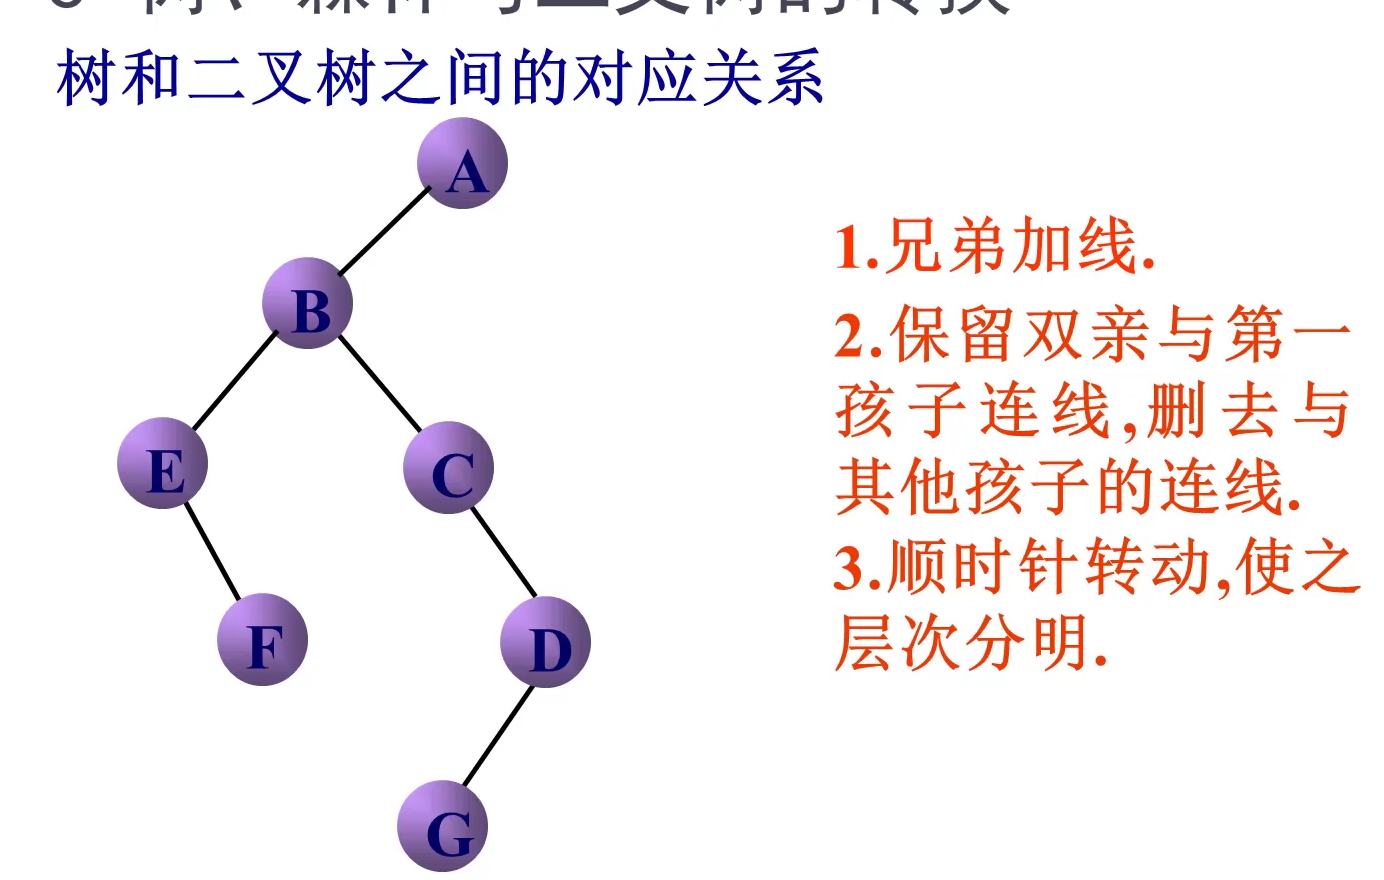 树和二叉树之间的对应关系
A
B
E
C
F
D
G
1.兄弟加线.
2.保留双亲与第一
孩子连线,删去与
其他孩子的连线.
3.顺时针转动,使之
层次分明.